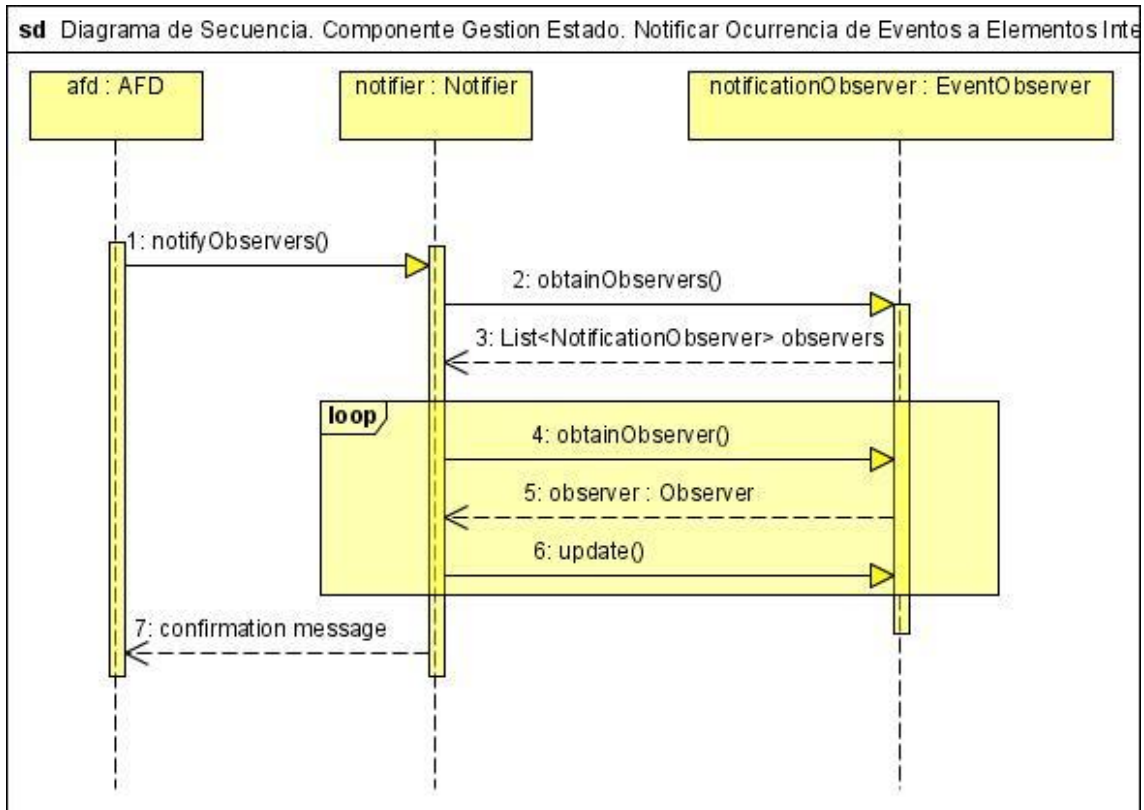 sd Diagrama de Secuencia. Componente Gestion Estado. Notificar Ocurrencia de Eventos a Elementos Inte
afd : AFD
notifier : Notifier
notificationObserver : EventObserver
1: notifyObservers()
2: obtainObservers()
3: List<NotificationObserver> observers
loop
4: obtainObserver()
5: observer : Observer
6: update()
7: confirmation message